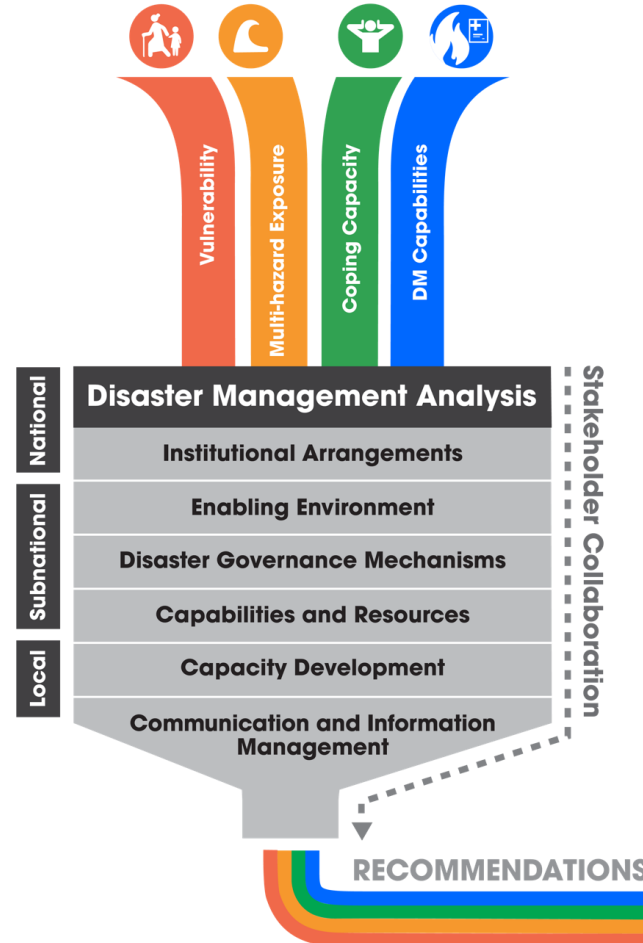 Vulnerability
Multi-hazard Exposure
Coping Capacity
DM Capabilities
National
Subnational
Local
Disaster Management Analysis
Institutional Arrangements
Enabling Environment
Disaster Governance Mechanisms
Capabilities and Resources
Capacity Development
Communication and Information
Management
Stakeholder Collaboration
RECOMMENDATIONS